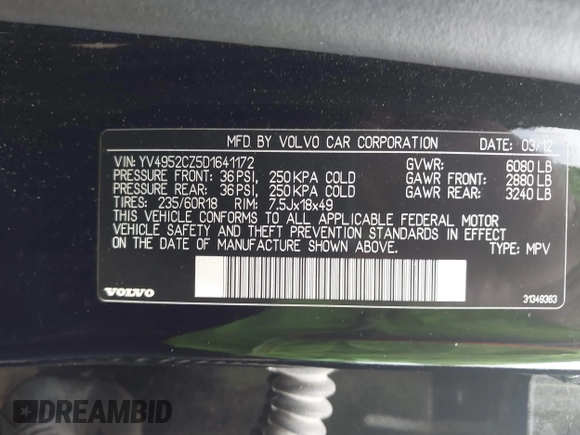 MFD BY VOLVO CAR CORPORATION DATE: 03/12
VIN: YV4952CZ5D1641172 GVWR: 6080 LB
PRESSURE FRONT: 36 PSI, 250 KPA COLD GAWR FRONT: 2880 LB
PRESSURE REAR: 36 PSI, 250 KPA COLD GAWR REAR: 3240 LB
TIRES: 235/60R18 RIM: 7.5Jx18x49
THIS VEHICLE CONFORMS TO ALL APPLICABLE FEDERAL MOTOR
VEHICLE SAFETY AND THEFT PREVENTION STANDARDS IN EFFECT
ON THE DATE OF MANUFACTURE SHOWN ABOVE. TYPE: MPV
VOLVO 31349363
DREAMBID